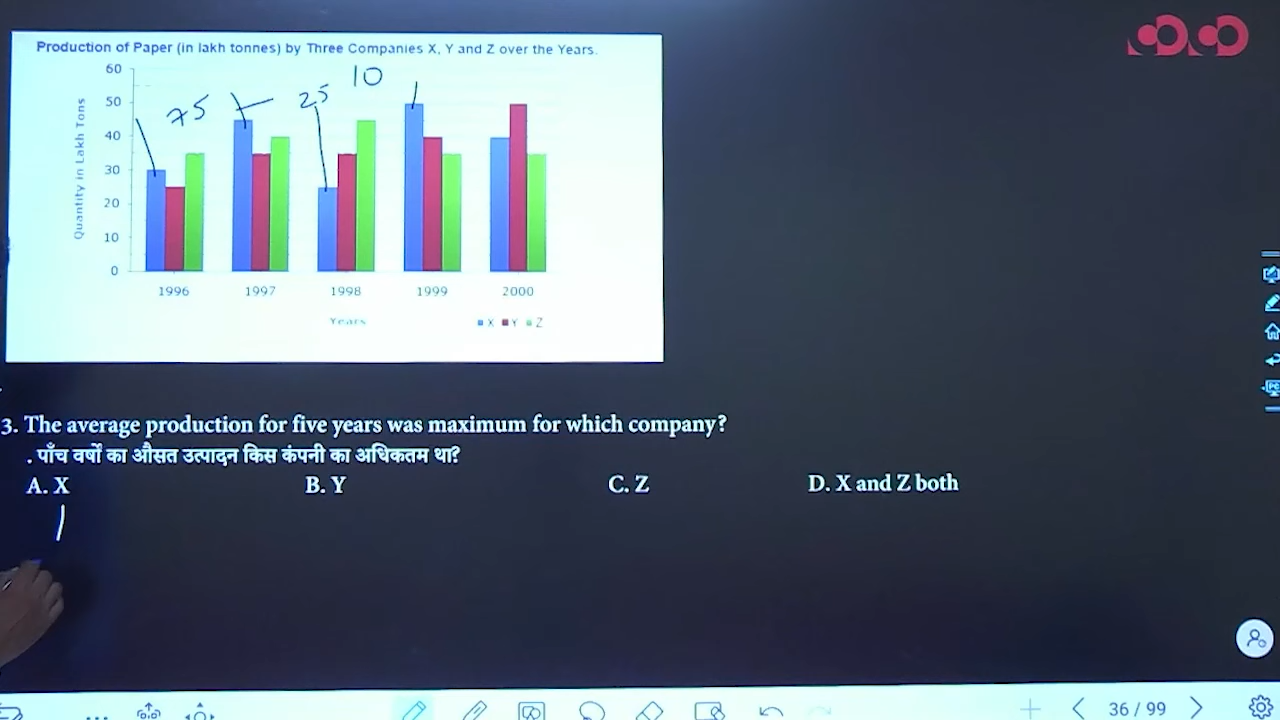 Production of Paper (in lakh tonnes) by Three Companies X, Y and Z over the Years.
60
50
40
30
20
10
0
Quantity in Lakh Tons
75
25
10
1996 1997 1998 1999 2000
Years
X Y Z
3. The average production for five years was maximum for which company?
. पाँच वर्षों का औसत उत्पादन किस कंपनी का अधिकतम था?
A. X B. Y C. Z D. X and Z both
36 / 99